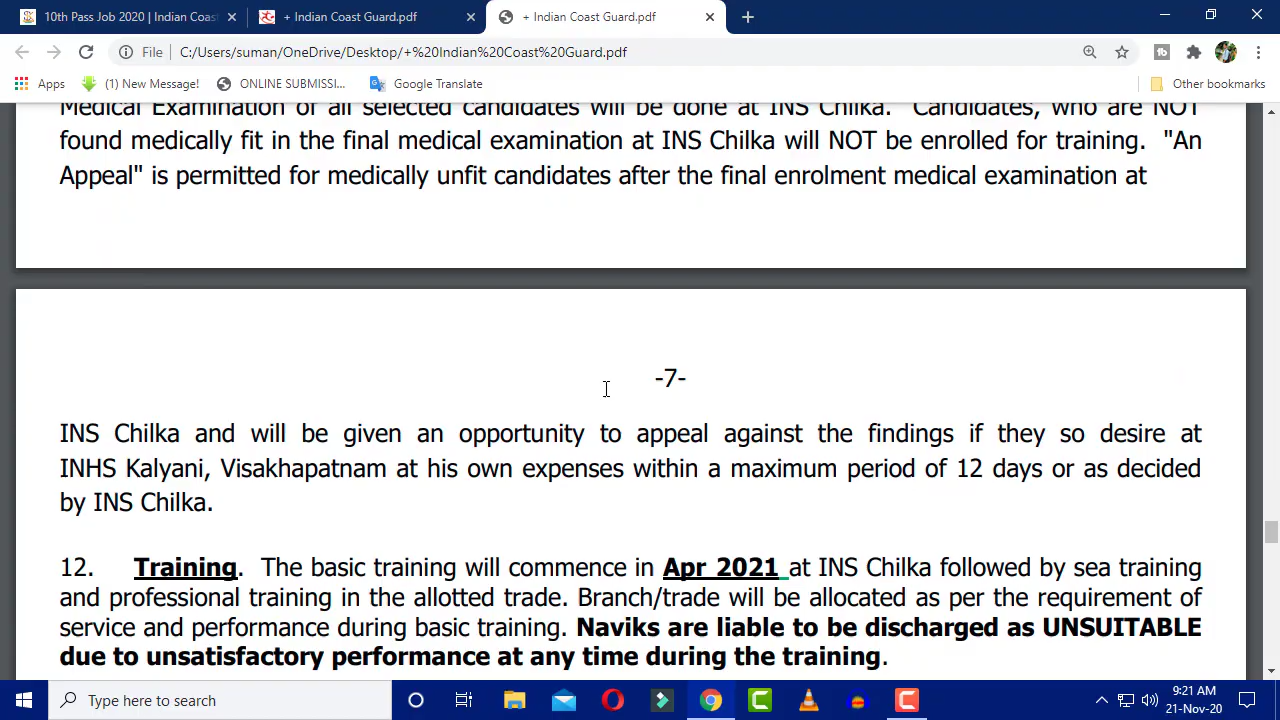 10th Pass Job 2020 | Indian Coas
+ Indian Coast Guard.pdf
+ Indian Coast Guard.pdf
File
C:/Users/suman/OneDrive/Desktop/+%20Indian%20Coast%20Guard.pdf
Apps
(1) New Message!
ONLINE SUBMISSI...
Google Translate
Other bookmarks
Medical Examination of all selected candidates will be done at INS Chilka. Candidates, who are NOT
found medically fit in the final medical examination at INS Chilka will NOT be enrolled for training. "An
Appeal" is permitted for medically unfit candidates after the final enrolment medical examination at
-7-
INS Chilka and will be given an opportunity to appeal against the findings if they so desire at
INHS Kalyani, Visakhapatnam at his own expenses within a maximum period of 12 days or as decided
by INS Chilka.
12. Training. The basic training will commence in Apr 2021 at INS Chilka followed by sea training
and professional training in the allotted trade. Branch/trade will be allocated as per the requirement of
service and performance during basic training. Naviks are liable to be discharged as UNSUITABLE
due to unsatisfactory performance at any time during the training.
Type here to search
9:21 AM
21-Nov-20